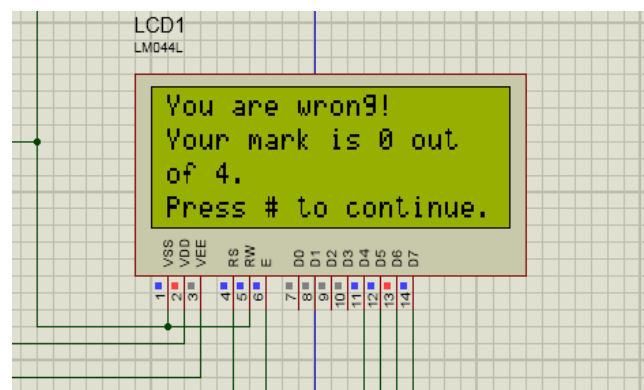 LCD1
LM044L
You are wrong!
Your mark is 0 out
of 4.
Press # to continue.
VSS VDD VEE RS RW E D0 D1 D2 D3 D4 D5 D6 D7
1 2 3 4 5 6 7 8 9 10 11 12 13 14